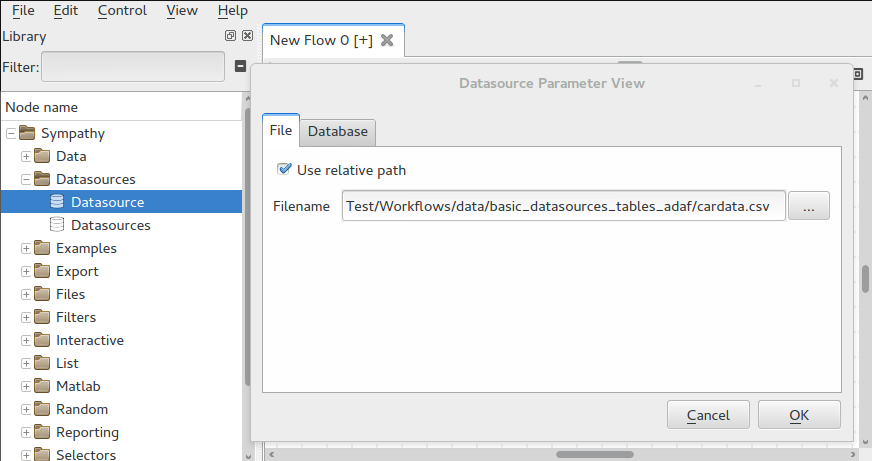 File Edit Control View Help
Library
New Flow 0 [+]
Filter:
Node name
Sympathy
Data
Datasources
Datasource
Datasources
Examples
Export
Files
Filters
Interactive
List
Matlab
Random
Reporting
Selectors
Datasource Parameter View
File Database
Use relative path
Filename Test/Workflows/data/basic_datasources_tables_adaf/cardata.csv ...
Cancel OK